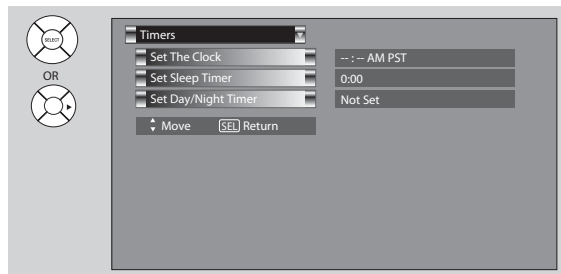 SELECT
OR
Timers
Set The Clock -- : -- AM PST
Set Sleep Timer 0:00
Set Day/Night Timer Not Set
Move SEL Return